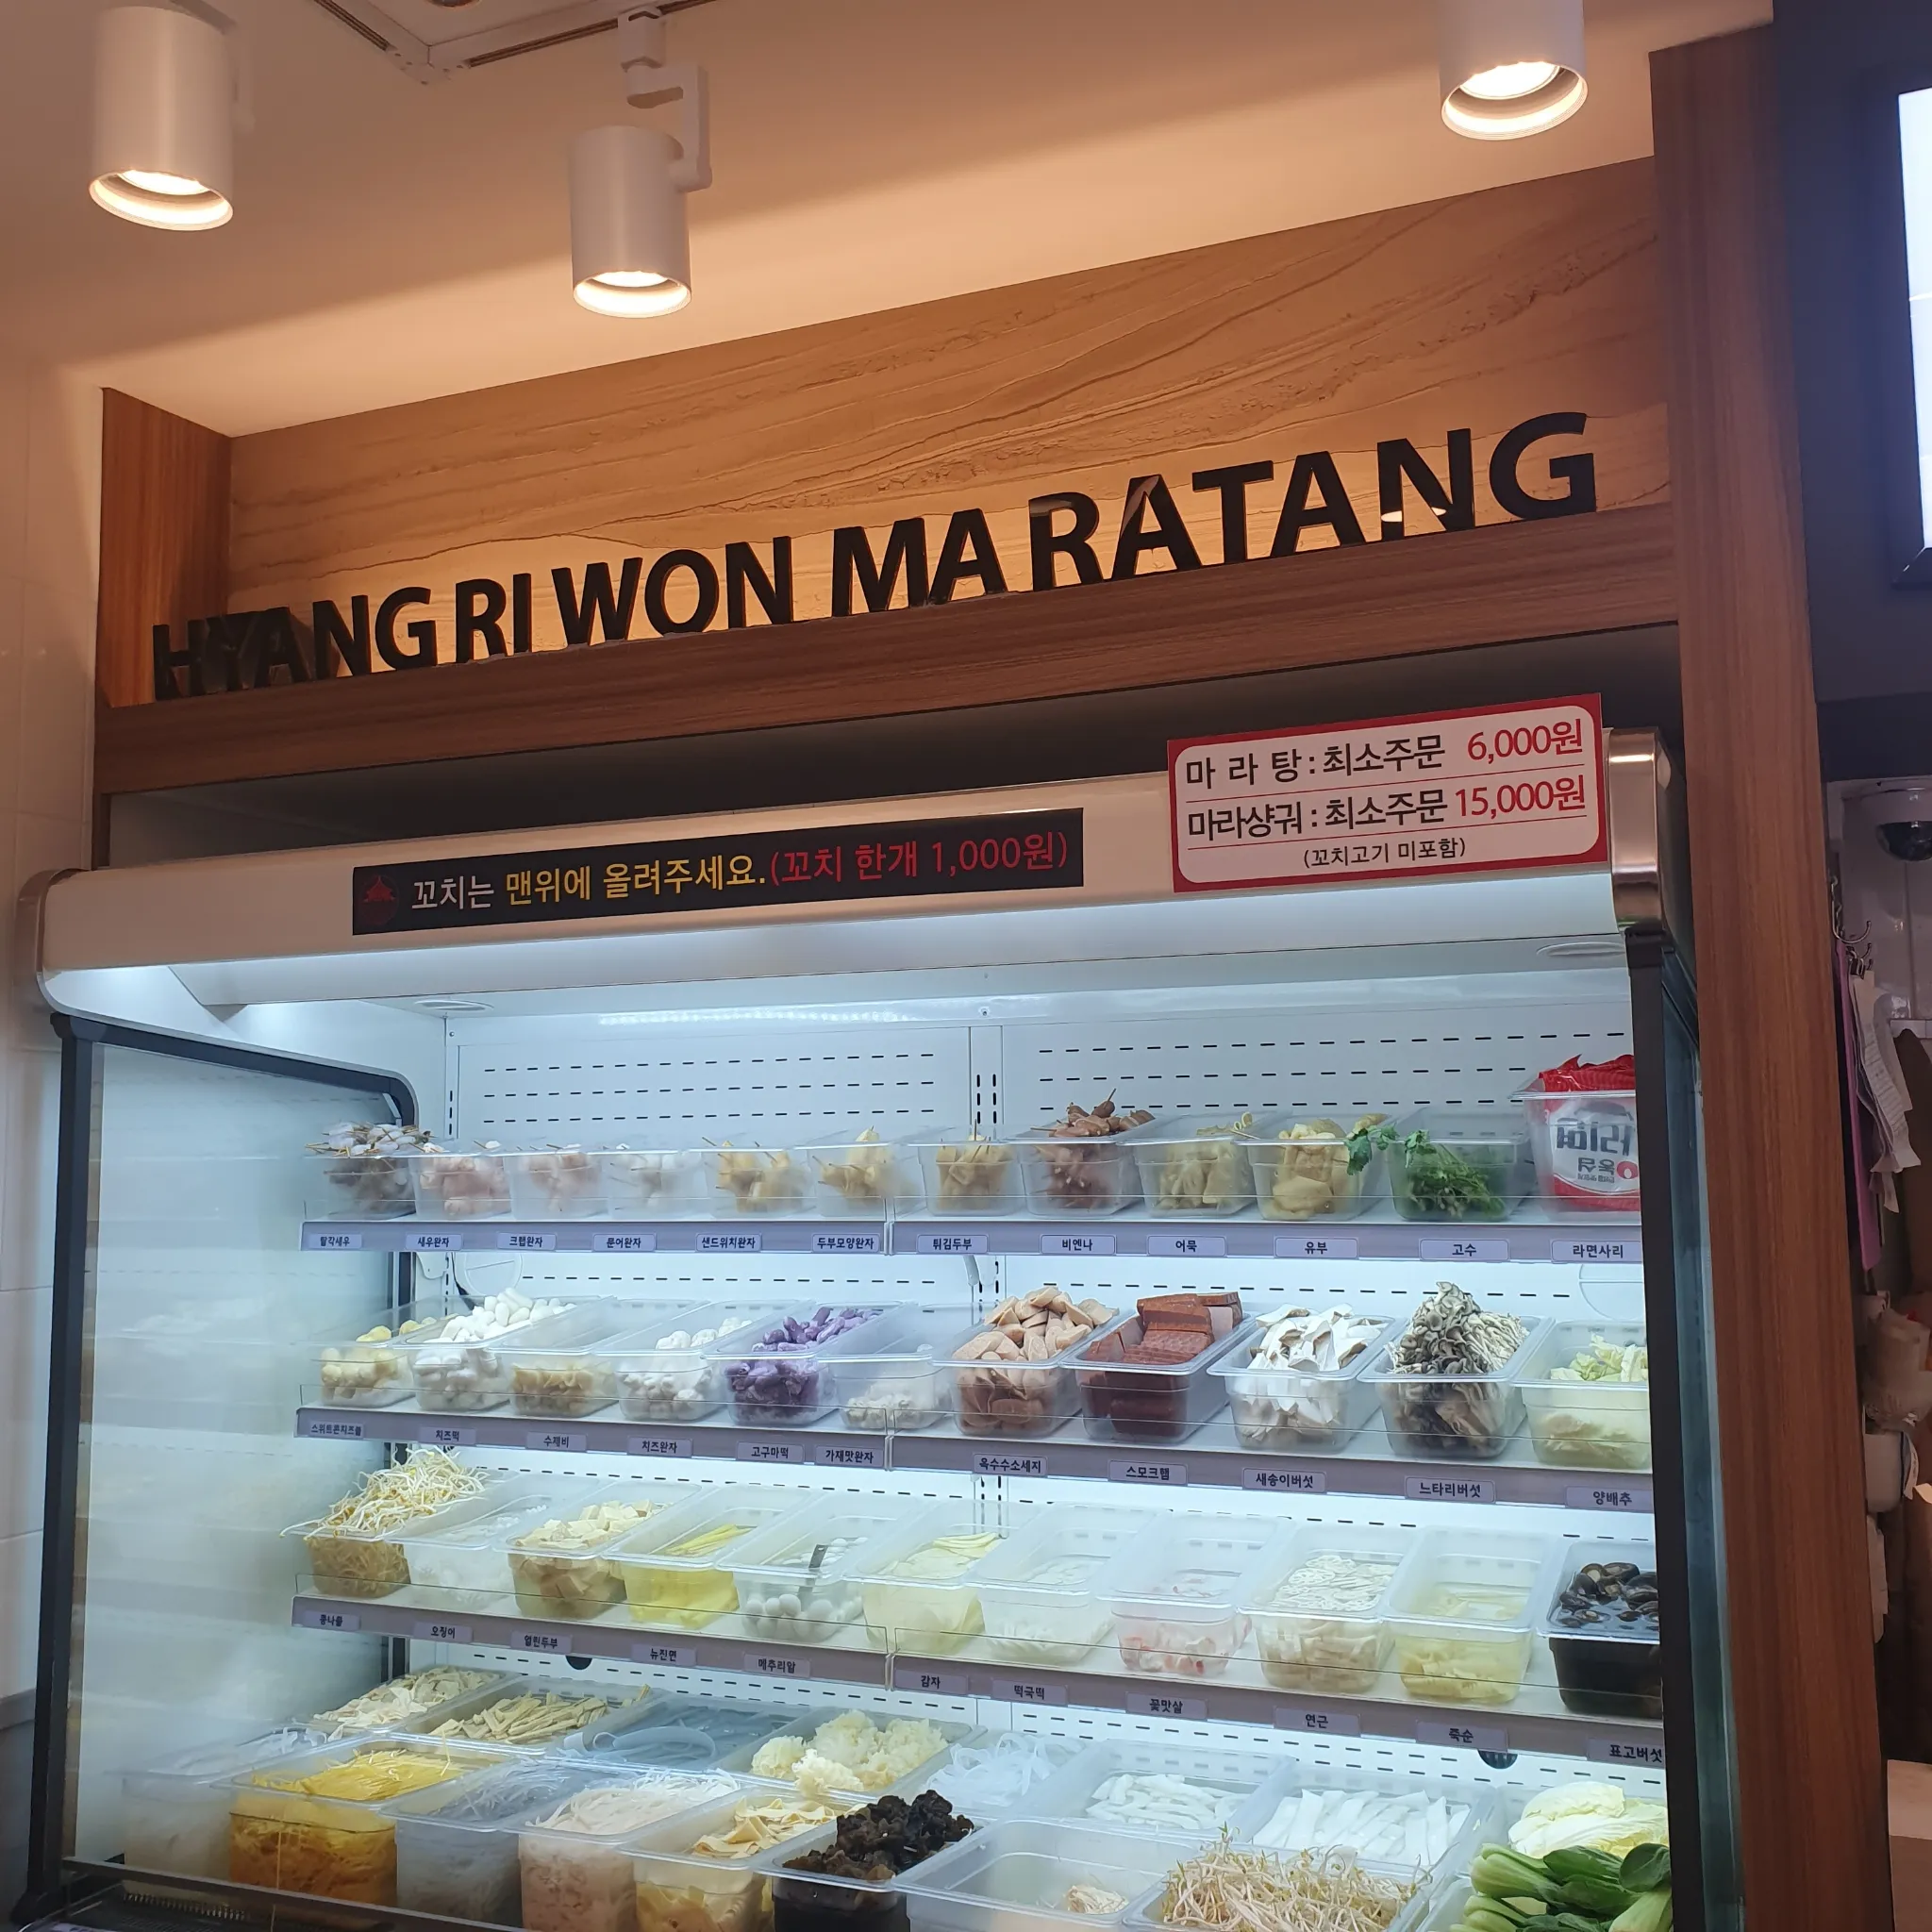 HYANG RI WON MA RATANG
마 라 탕 : 최소주문 6,000원
마라샹궈 : 최소주문 15,000원
(꼬치고기 미포함)
꼬치는 맨위에 올려주세요.(꼬치 한개 1,000원)
팔각새우 새우완자 크랩완자 문어완자 샌드위치완자 두부모양완자 튀김두부 비엔나 어묵 유부 고수 라면사리
치즈떡 수제비 치즈완자 고구마떡 가재맛완자 옥수수소세지 스모크햄 새송이버섯 느타리버섯 양배추
콩나물 오징어 얼린두부 뉴진면 메추리알 감자 떡국떡 꽃맛살 연근 죽순 표고버섯